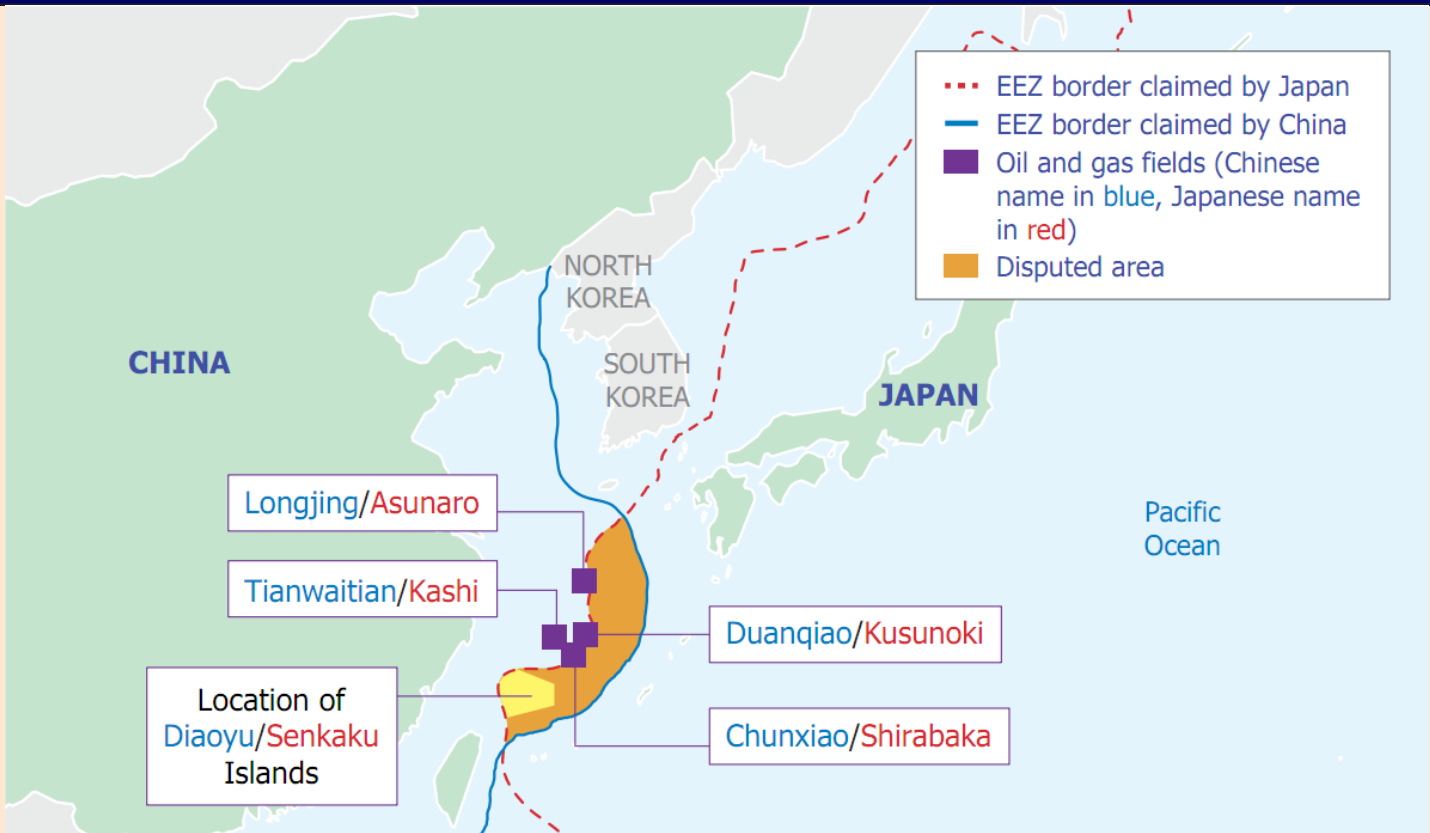 EEZ border claimed by Japan
EEZ border claimed by China
Oil and gas fields (Chinese
name in blue, Japanese name
in red)
Disputed area
NORTH
KOREA
CHINA
SOUTH
KOREA
JAPAN
Longjing/Asunaro
Pacific
Ocean
Tianwaitian/Kashi
Duanqiao/Kusunoki
Location of
Diaoyu/Senkaku
Islands
Chunxiao/Shirabaka